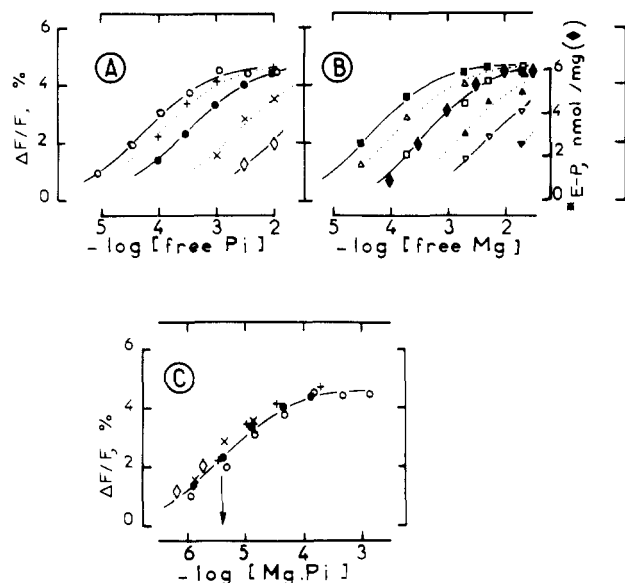 A
B
ΔF/F, %
6
4
2
0
5 4 3 2
-log [free Pi]
5 4 3 2
-log [free Mg]
6
4
2
0
*E-P, nmol/mg(◆)
C
ΔF/F, %
6
4
2
0
6 5 4 3
-log [Mg.Pi]